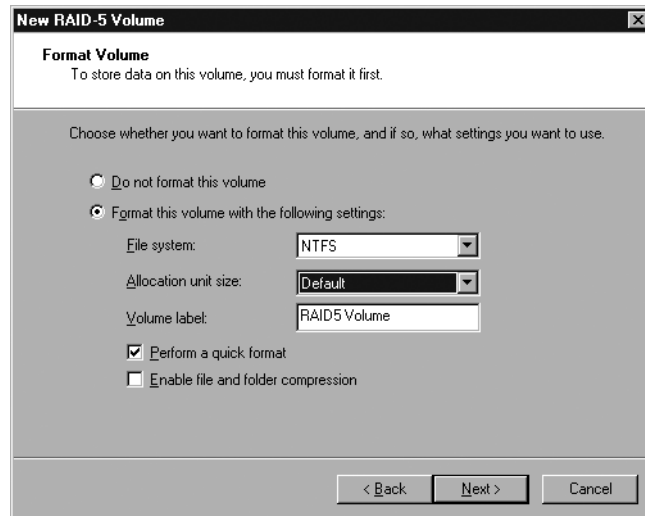 New RAID-5 Volume
Format Volume
To store data on this volume, you must format it first.
Choose whether you want to format this volume, and if so, what settings you want to use.
Do not format this volume
Format this volume with the following settings:
File system: NTFS
Allocation unit size: Default
Volume label: RAID5 Volume
Perform a quick format
Enable file and folder compression
< Back Next > Cancel